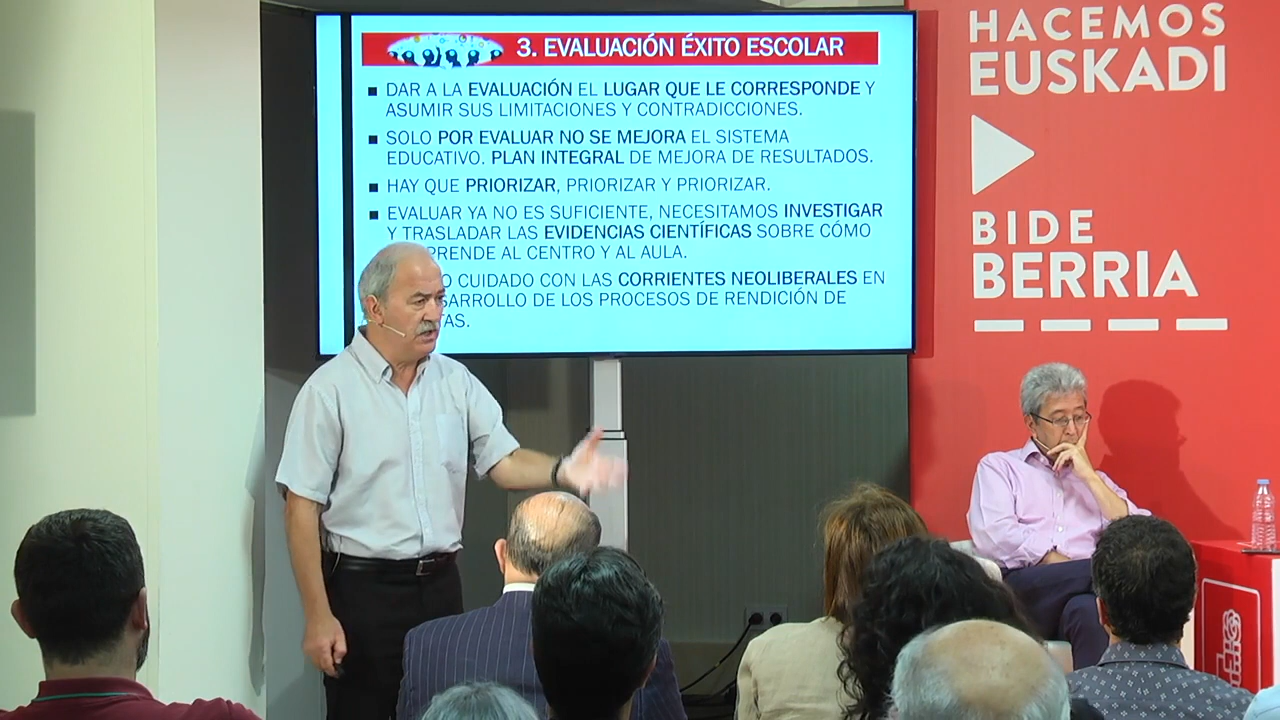 3. EVALUACIÓN ÉXITO ESCOLAR
DAR A LA EVALUACIÓN EL LUGAR QUE LE CORRESPONDE Y
ASUMIR SUS LIMITACIONES Y CONTRADICCIONES.
SOLO POR EVALUAR NO SE MEJORA EL SISTEMA
EDUCATIVO. PLAN INTEGRAL DE MEJORA DE RESULTADOS.
HAY QUE PRIORIZAR, PRIORIZAR Y PRIORIZAR.
EVALUAR YA NO ES SUFICIENTE, NECESITAMOS INVESTIGAR
Y TRASLADAR LAS EVIDENCIAS CIENTÍFICAS SOBRE CÓMO
PRENDE AL CENTRO Y AL AULA.
O CUIDADO CON LAS CORRIENTES NEOLIBERALES EN
SARROLLO DE LOS PROCESOS DE RENDICIÓN DE
TAS.
HACEMOS
EUSKADI
BIDE
BERRIA